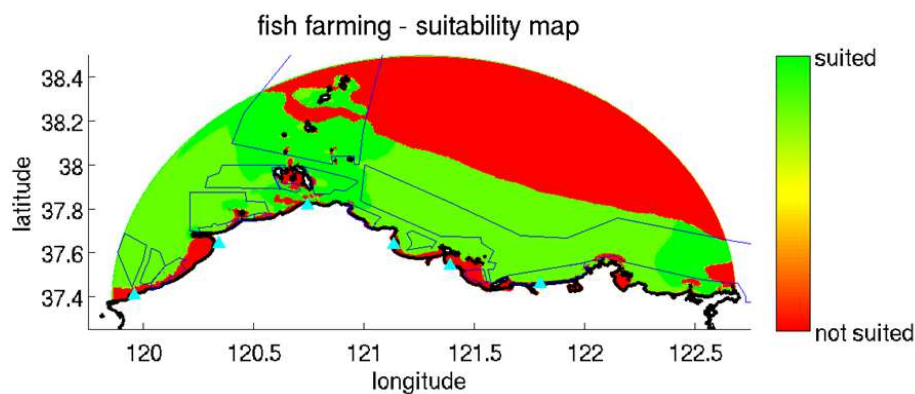 fish farming - suitability map
38.4
38.2
38
37.8
37.6
37.4
latitude
120
120.5
121
121.5
122
122.5
longitude
suited
not suited